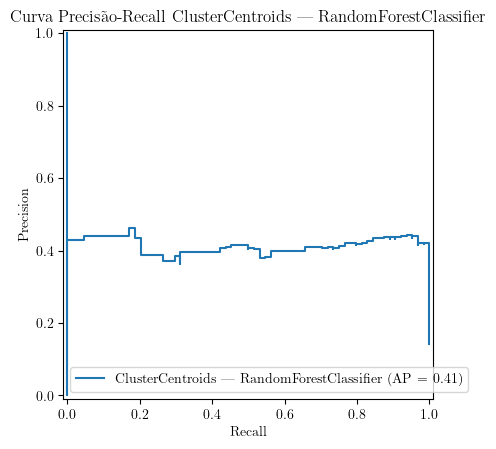 Curva Precisão-Recall ClusterCentroids — RandomForestClassifier
1.0
0.8
0.6
0.4
0.2
0.0
Precision
ClusterCentroids — RandomForestClassifier (AP = 0.41)
0.0 0.2 0.4 0.6 0.8 1.0
Recall